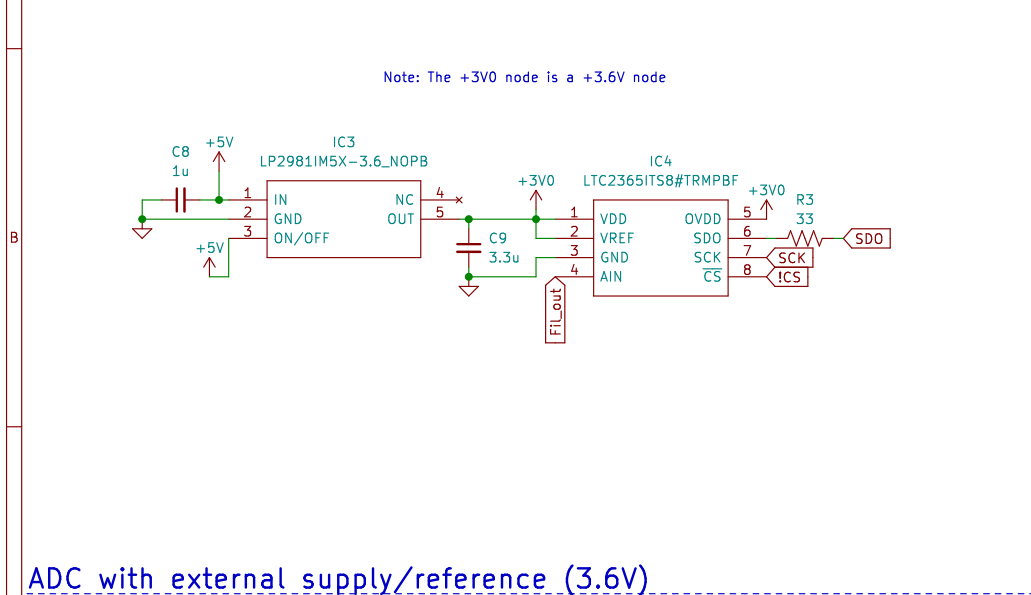 Note: The +3V0 node is a +3.6V node
C8
1u
+5V
IC3
LP2981IM5X-3.6_NOPB
1
IN
NC
4
2
GND
OUT
5
3
ON/OFF
+5V
C9
3.3u
+3V0
IC4
LTC2365ITS8#TRMPBF
+3V0
R3
33
1
VDD
OVDD
5
2
VREF
SDO
6
SDO
3
GND
SCK
7
SCK
4
AIN
CS
8
!CS
Fil_out
B
ADC with external supply/reference (3.6V)